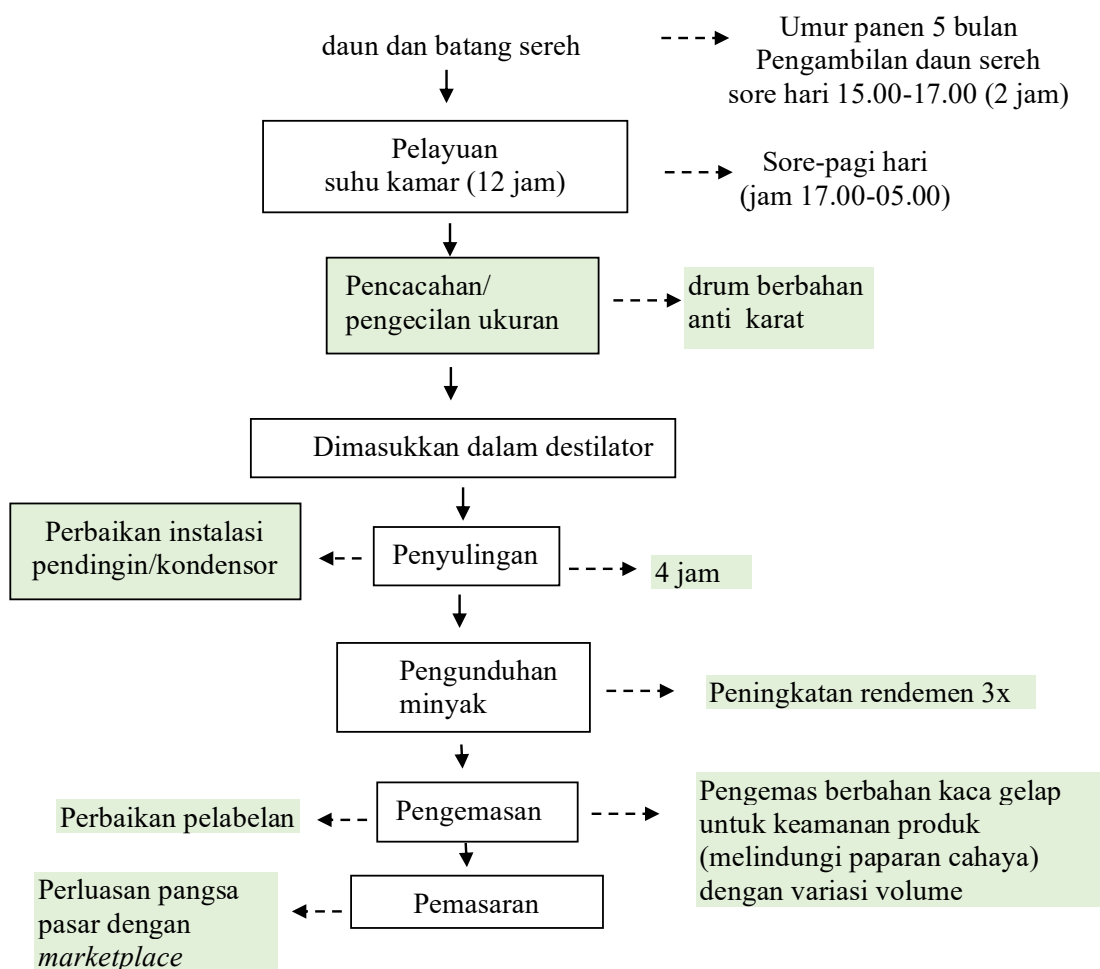 daun dan batang sereh
Umur panen 5 bulan
Pengambilan daun sereh
sore hari 15.00-17.00 (2 jam)
Pelayuan
suhu kamar (12 jam)
Sore-pagi hari
(jam 17.00-05.00)
Pencacahan/
pengecilan ukuran
drum berbahan
anti karat
Dimasukkan dalam destilator
Perbaikan instalasi
pendingin/kondensor
Penyulingan
4 jam
Pengunduhan
minyak
Peningkatan rendemen 3x
Perbaikan pelabelan
Pengemasan
Pengemas berbahan kaca gelap
untuk keamanan produk
(melindungi paparan cahaya)
dengan variasi volume
Perluasan pangsa
pasar dengan
marketplace
Pemasaran